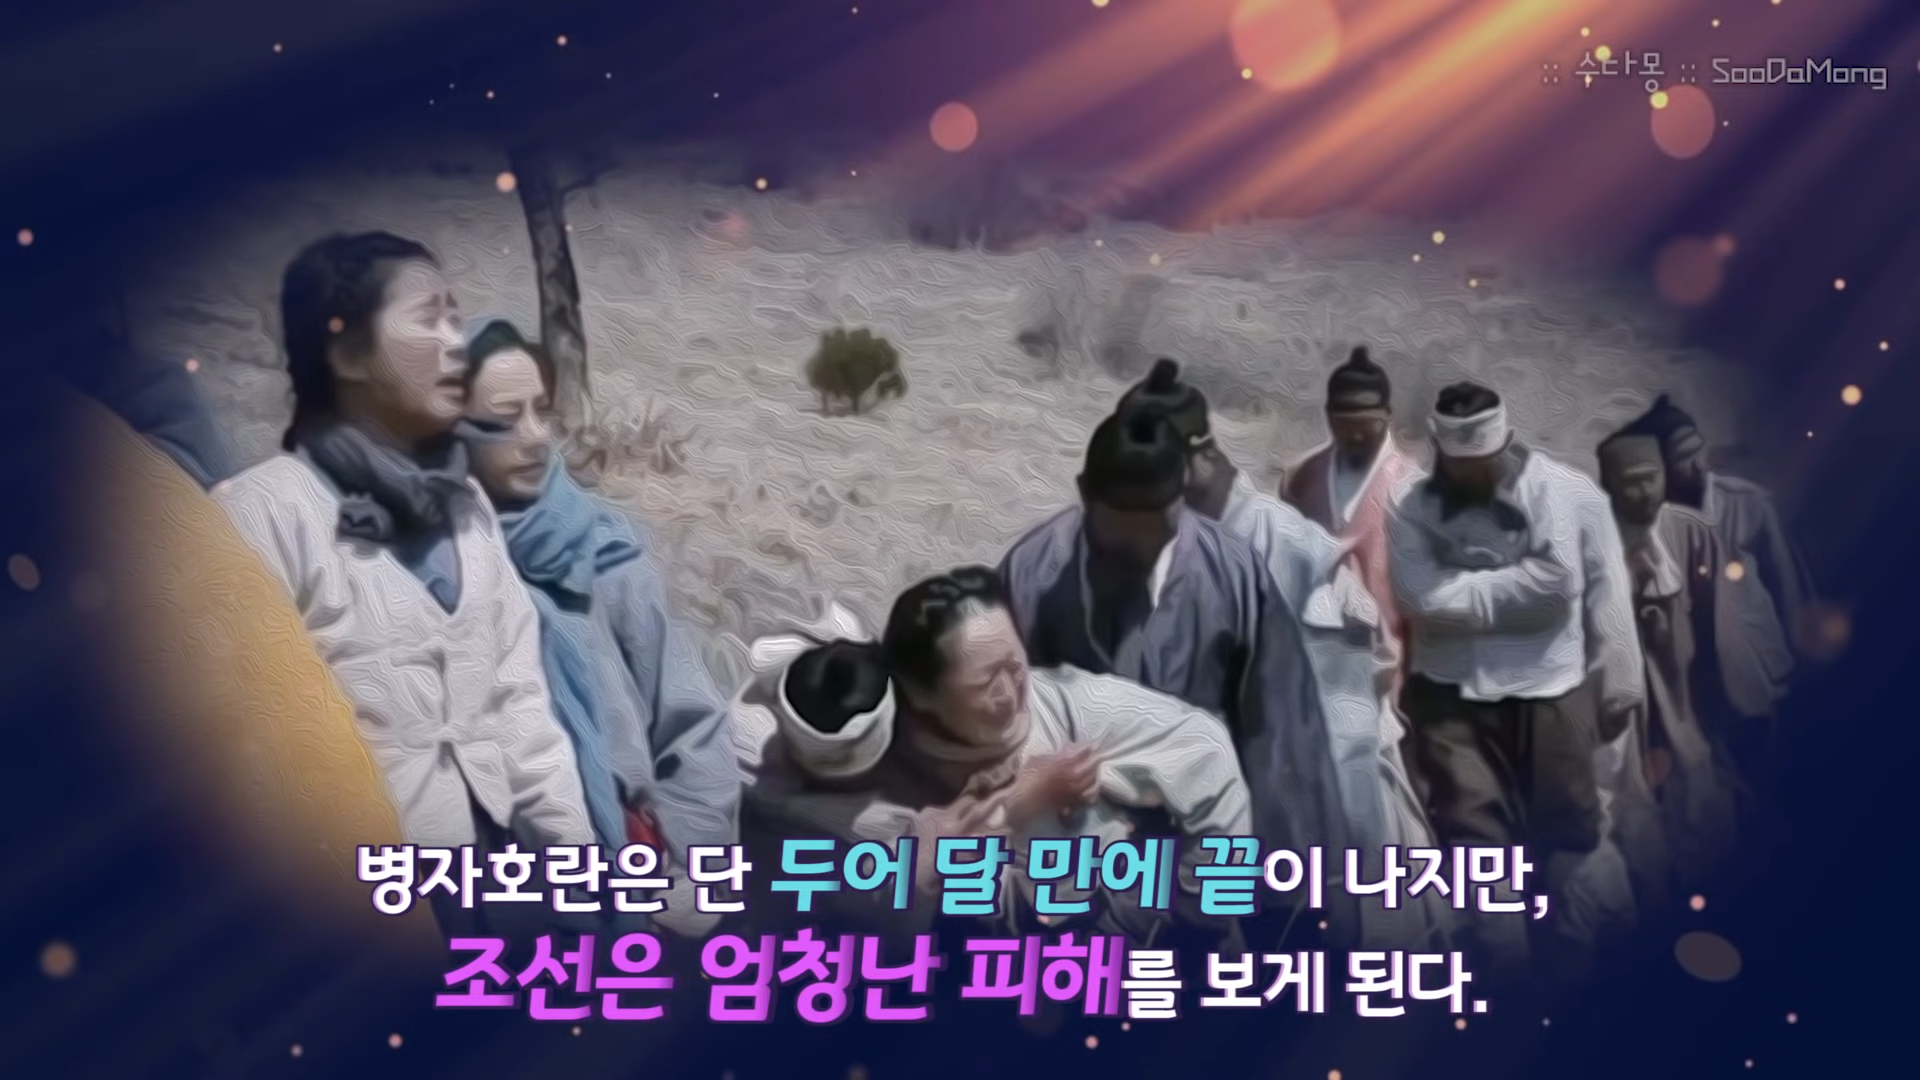 :: 수다몽 :: SooDaMong
병자호란은 단 두어 달 만에 끝이 나지만,
조선은 엄청난 피해를 보게 된다.